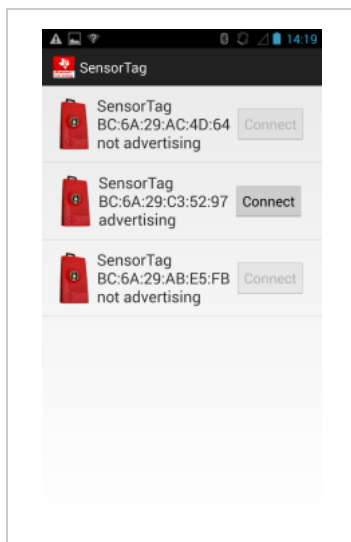 14:19
SensorTag
SensorTag
BC:6A:29:AC:4D:64
not advertising
Connect
SensorTag
BC:6A:29:C3:52:97
advertising
Connect
SensorTag
BC:6A:29:AB:E5:FB
not advertising
Connect